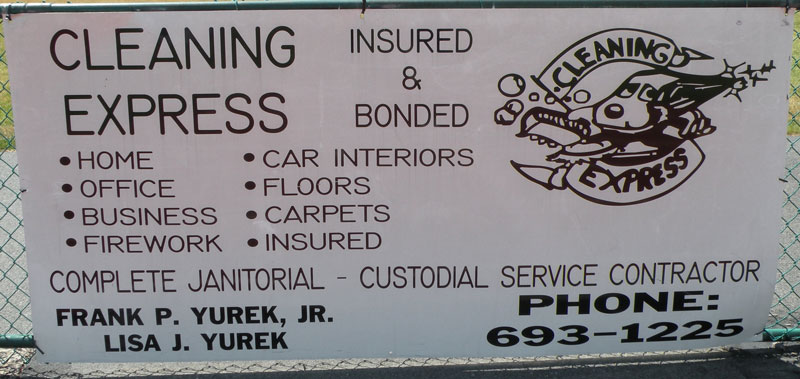 CLEANING
EXPRESS
INSURED
&
BONDED
CLEANING
EXPRESS
• HOME
• OFFICE
• BUSINESS
• FIREWORK
• CAR INTERIORS
• FLOORS
• CARPETS
• INSURED
COMPLETE JANITORIAL - CUSTODIAL SERVICE CONTRACTOR
FRANK P. YUREK, JR.
LISA J. YUREK
PHONE:
693-1225